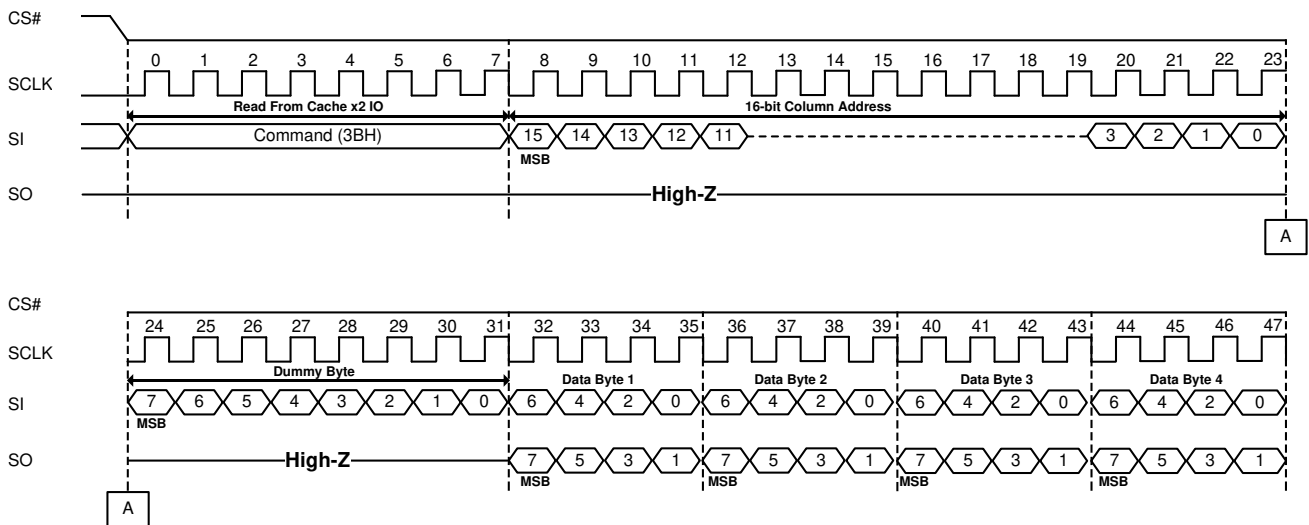 CS#
0 1 2 3 4 5 6 7 8 9 10 11 12 13 14 15 16 17 18 19 20 21 22 23
SCLK
Read From Cache x2 IO 16-bit Column Address
SI Command (3BH) 15 14 13 12 11 3 2 1 0
MSB
SO High-Z
A
CS#
24 25 26 27 28 29 30 31 32 33 34 35 36 37 38 39 40 41 42 43 44 45 46 47
SCLK
Dummy Byte Data Byte 1 Data Byte 2 Data Byte 3 Data Byte 4
SI 7 6 5 4 3 2 1 0 6 4 2 0 6 4 2 0 6 4 2 0 6 4 2 0
MSB
SO High-Z 7 5 3 1 7 5 3 1 7 5 3 1 7 5 3 1
MSB MSB MSB MSB
A